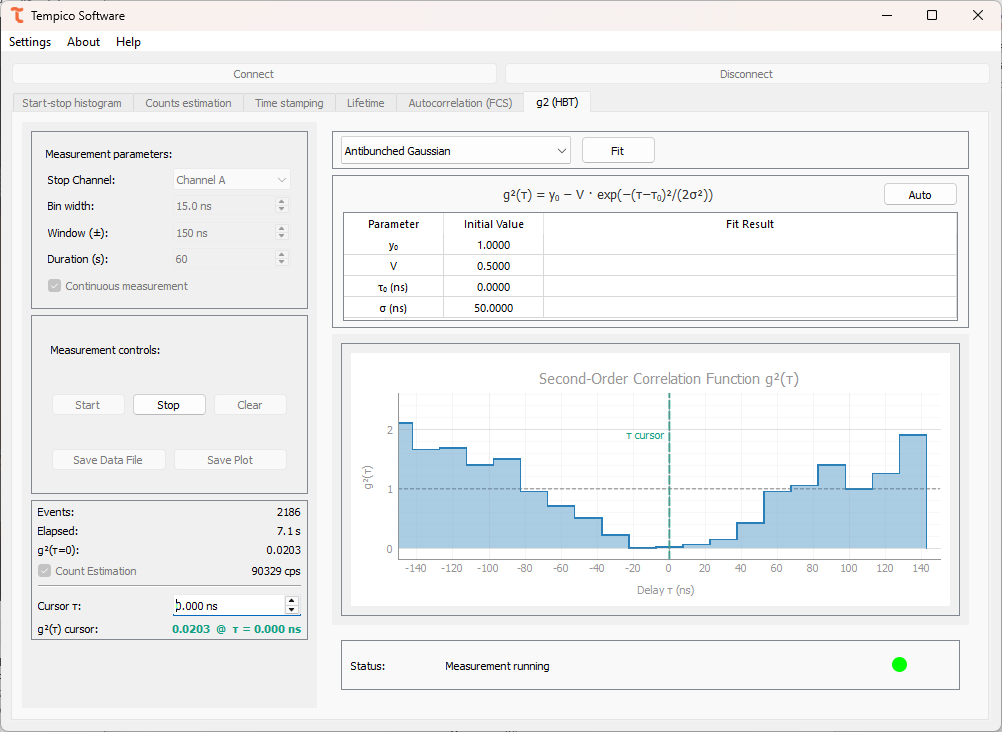 Tempico Software
Settings About Help
Connect Disconnect
Start-stop histogram Counts estimation Time stamping Lifetime Autocorrelation (FCS) g2 (HBT)
Measurement parameters:
Stop Channel: Channel A
Bin width: 15.0 ns
Window (±): 150 ns
Duration (s): 60
Continuous measurement
Measurement controls:
Start Stop Clear
Save Data File Save Plot
Events: 2186
Elapsed: 7.1 s
g²(τ=0): 0.0203
Count Estimation 90329 cps
Cursor τ: 0.000 ns
g²(τ) cursor: 0.0203 @ τ = 0.000 ns
Antibunched Gaussian Fit
g²(τ) = y₀ − V · exp(−(τ−τ₀)²/(2σ²)) Auto
Parameter Initial Value Fit Result
y₀ 1.0000
V 0.5000
τ₀ (ns) 0.0000
σ (ns) 50.0000
Second-Order Correlation Function g²(τ)
τ cursor
g²(τ)
2
1
0
-140 -120 -100 -80 -60 -40 -20 0 20 40 60 80 100 120 140
Delay τ (ns)
Status: Measurement running